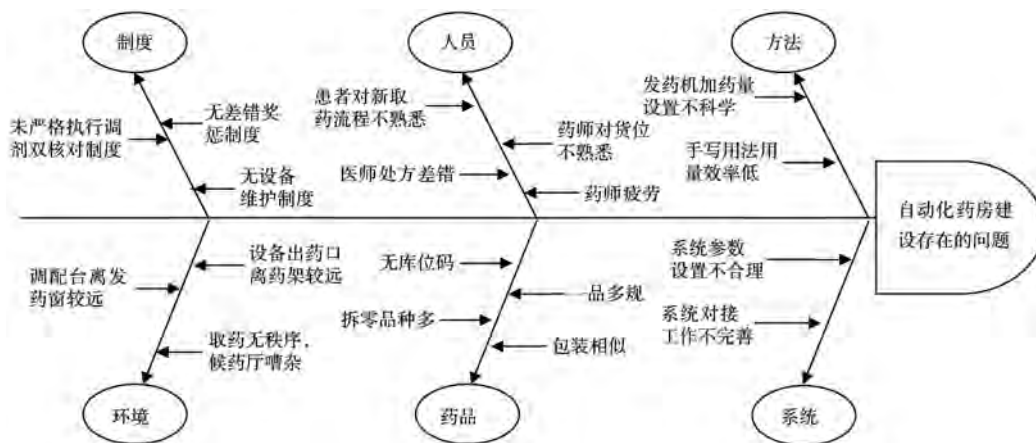 制度
人员
方法
未严格执行调
剂双核对制度
无差错奖
惩制度
无设备
维护制度
患者对新取
药流程不熟悉
药师对货位
不熟悉
医师处方差错
药师疲劳
发药机加药量
设置不科学
手写用法用
量效率低
自动化药房建
设存在的问题
调配台离发
药窗较远
设备出药口
离药架较远
取药无秩序，
候药厅嘈杂
无库位码
一品多规
拆零品种多
包装相似
系统参数
设置不合理
系统对接
工作不完善
环境
药品
系统